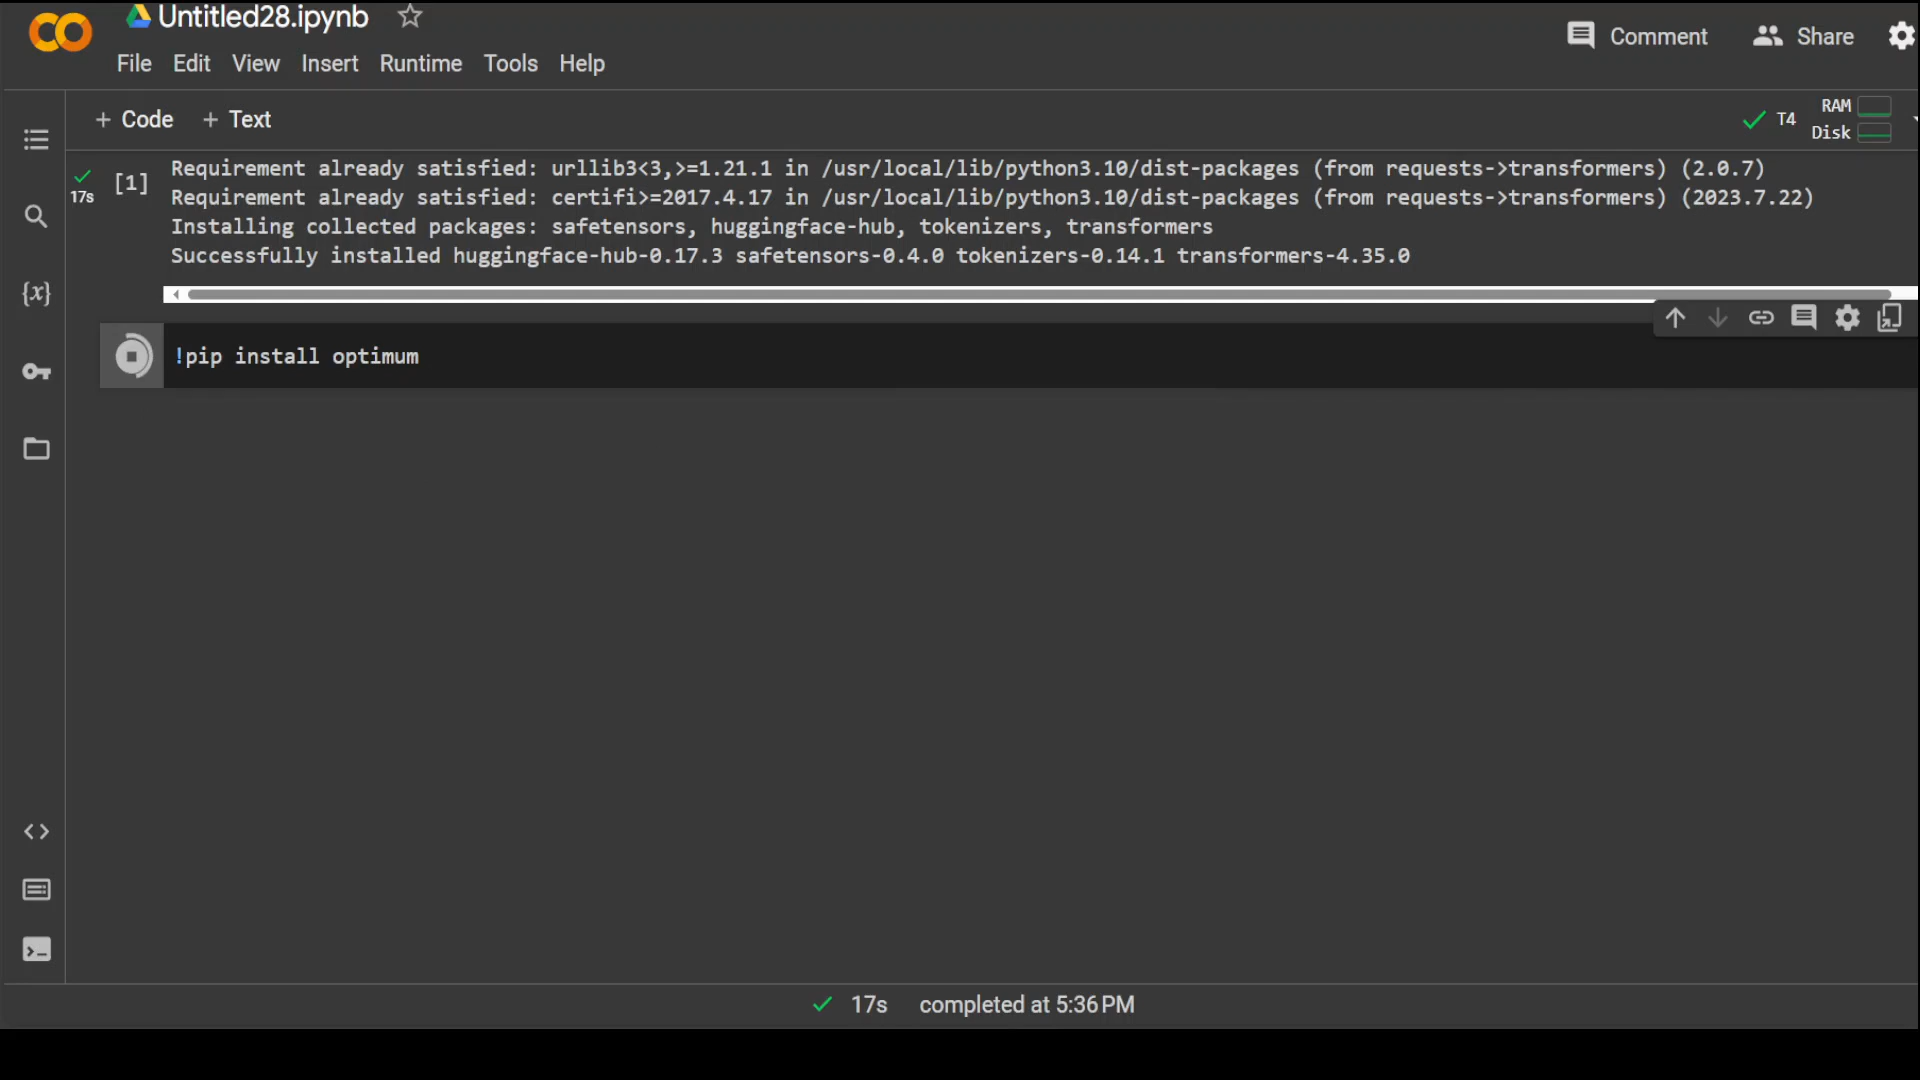 Untitled28.ipynb
File Edit View Insert Runtime Tools Help
Comment Share
+ Code + Text
T4 RAM
Disk
17s [1]
Requirement already satisfied: urllib3<3,>=1.21.1 in /usr/local/lib/python3.10/dist-packages (from requests->transformers) (2.0.7)
Requirement already satisfied: certifi>=2017.4.17 in /usr/local/lib/python3.10/dist-packages (from requests->transformers) (2023.7.22)
Installing collected packages: safetensors, huggingface-hub, tokenizers, transformers
Successfully installed huggingface-hub-0.17.3 safetensors-0.4.0 tokenizers-0.14.1 transformers-4.35.0
{x}
!pip install optimum
17s completed at 5:36 PM